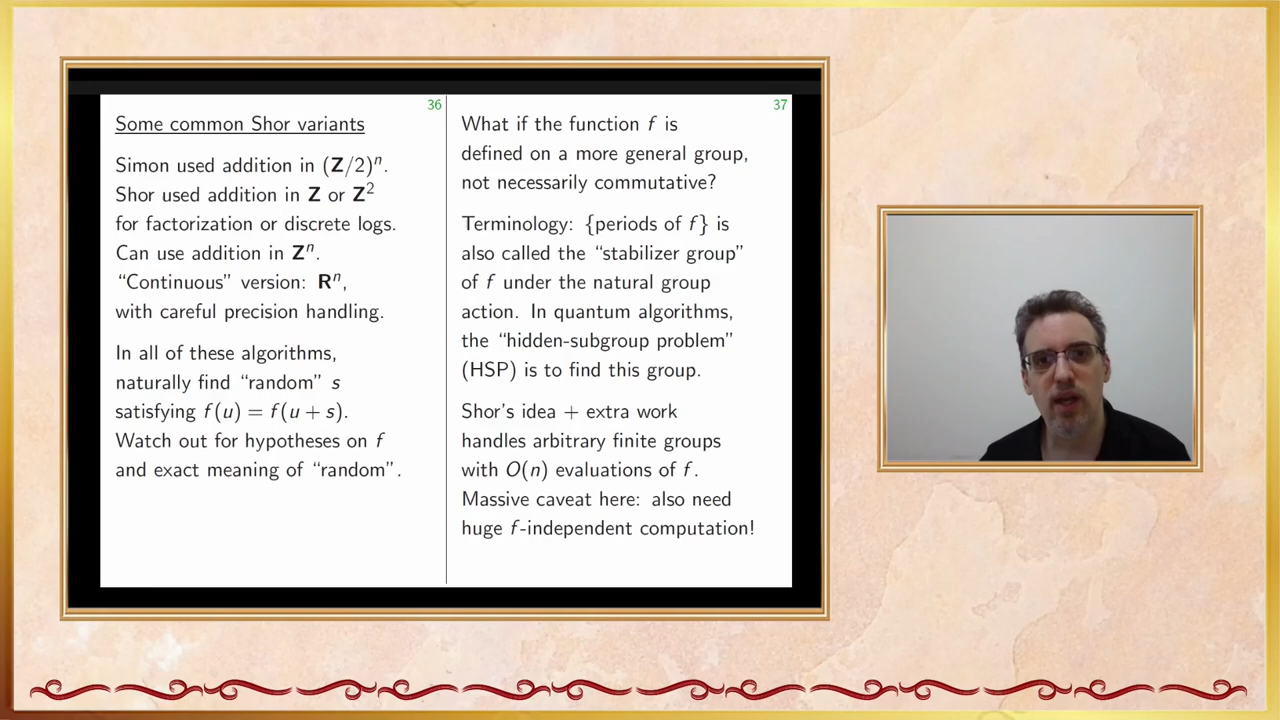 36
Some common Shor variants
Simon used addition in (Z/2)ⁿ.
Shor used addition in Z or Z²
for factorization or discrete logs.
Can use addition in Zⁿ.
“Continuous” version: Rⁿ,
with careful precision handling.
In all of these algorithms,
naturally find “random” s
satisfying f(u) = f(u + s).
Watch out for hypotheses on f
and exact meaning of “random”.
37
What if the function f is
defined on a more general group,
not necessarily commutative?
Terminology: {periods of f} is
also called the “stabilizer group”
of f under the natural group
action. In quantum algorithms,
the “hidden-subgroup problem”
(HSP) is to find this group.
Shor’s idea + extra work
handles arbitrary finite groups
with O(n) evaluations of f.
Massive caveat here: also need
huge f-independent computation!